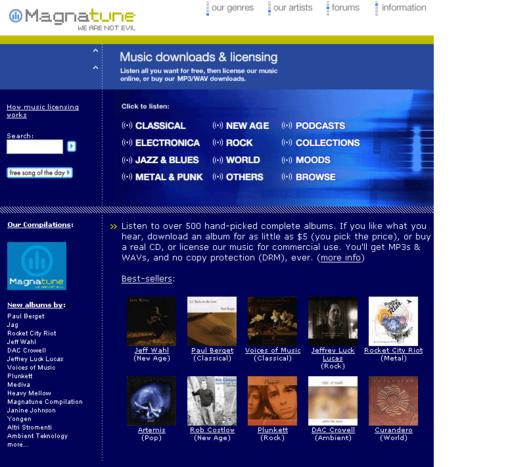 Magnatune
WE ARE NOT EVIL
our genres
our artists
forums
information
Music downloads & licensing
Listen all you want for free, then license our music
online, or buy our MP3/WAV downloads.
How music licensing
works
Search:
free song of the day
Click to listen:
CLASSICAL
NEW AGE
PODCASTS
ELECTRONICA
ROCK
COLLECTIONS
JAZZ & BLUES
WORLD
MOODS
METAL & PUNK
OTHERS
BROWSE
Our Compilations:
Magnatune
New albums by:
Paul Berget
Jag
Rocket City Riot
Jeff Wahl
DAC Crowell
Jeffrey Luck Lucas
Voices of Music
Plunkett
Mediva
Heavy Mellow
Magnatune Compilation
Janine Johnson
Yongen
Altri Stromenti
Ambient Teknology
more...
» Listen to over 500 hand-picked complete albums. If you like what you
hear, download an album for as little as $5 (you pick the price), or buy
a real CD, or license our music for commercial use. You'll get MP3s &
WAVs, and no copy protection (DRM), ever. (more info)
Best-sellers:
Jeff Wahl
(New Age)
Paul Berget
(Classical)
Voices of Music
(Classical)
Jeffrey Luck
Lucas
(Rock)
Rocket City Riot
(Metal)
Artemis
(Pop)
Rob Costlow
(New Age)
Plunkett
(Rock)
DAC Crowell
(Ambient)
Curandero
(World)